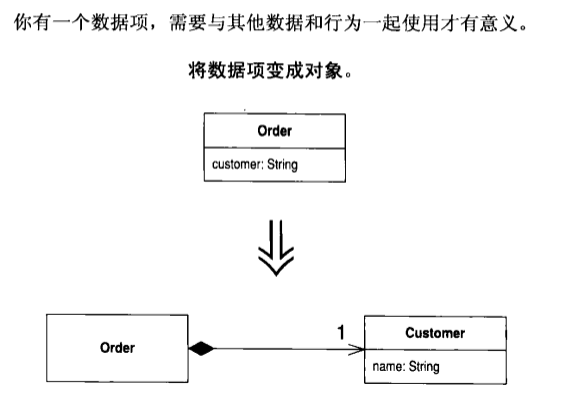 你有一个数据项，需要与其他数据和行为一起使用才有意义。
将数据项变成对象。
Order
customer: String
1
Order
Customer
name: String